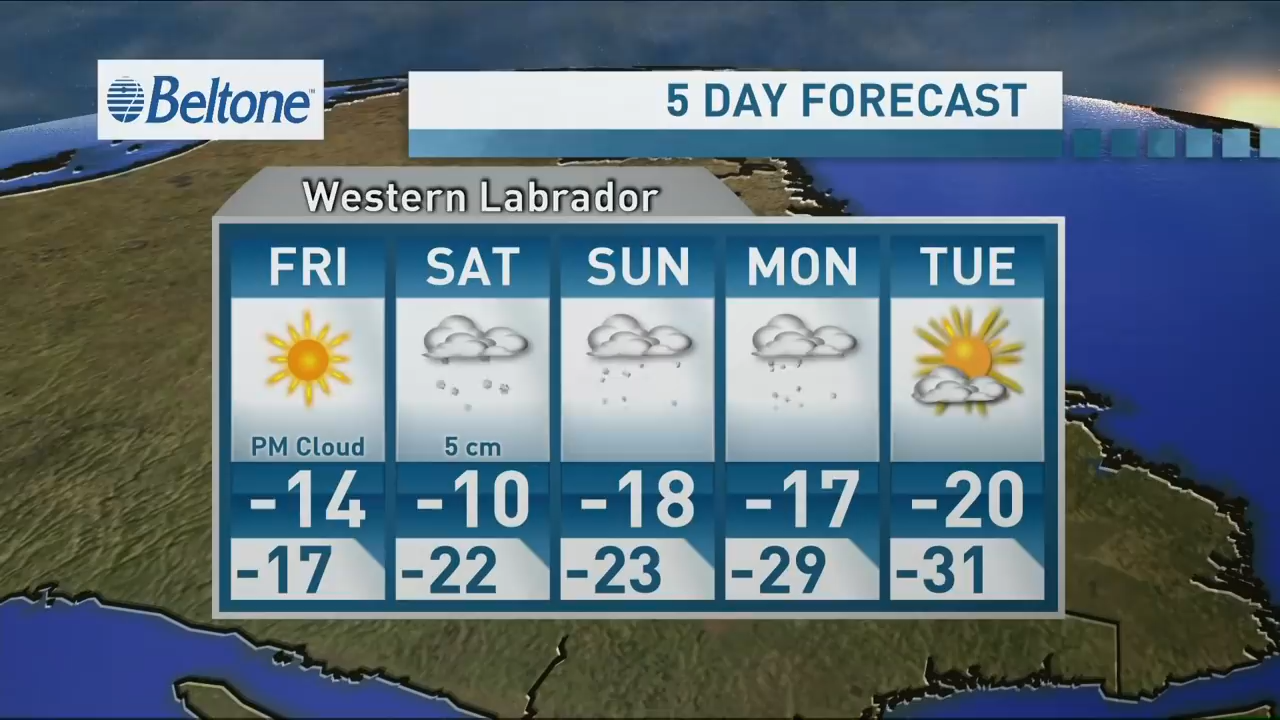 Beltone™
5 DAY FORECAST
Western Labrador
FRI SAT SUN MON TUE
PM Cloud 5 cm
-14 -10 -18 -17 -20
-17 -22 -23 -29 -31